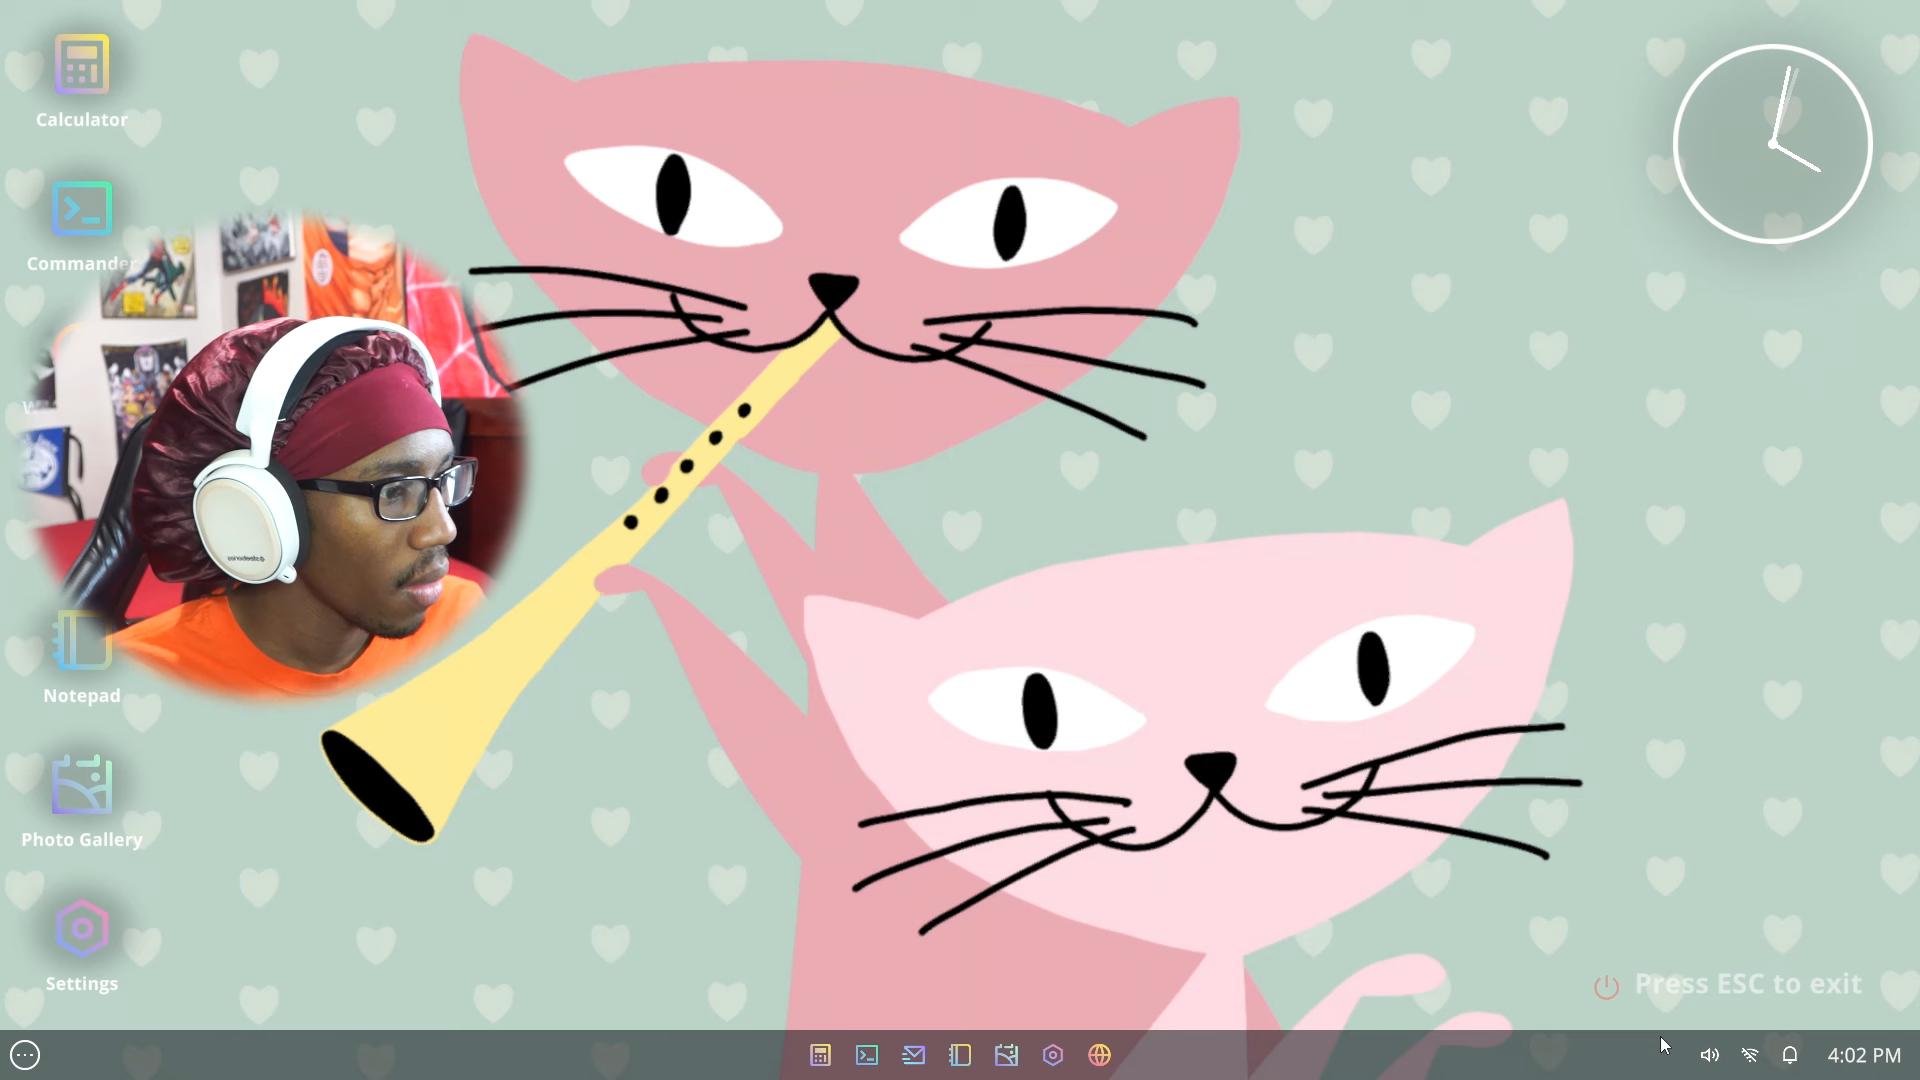 Calculator
Commander
Notepad
Photo Gallery
Settings
Press ESC to exit
4:02 PM